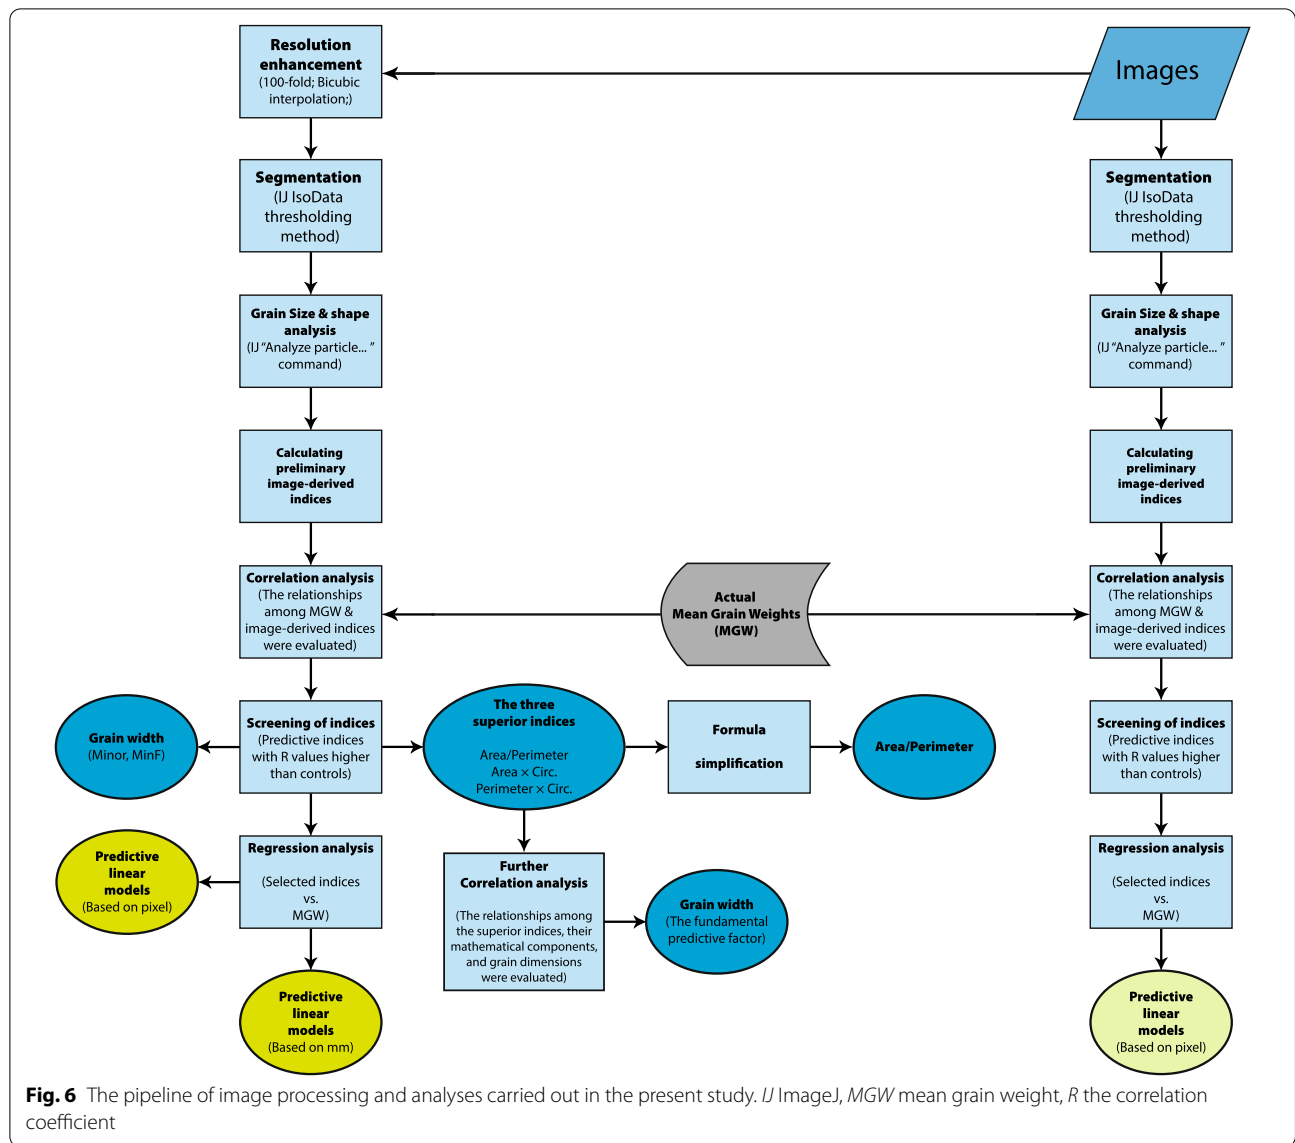 Resolution
enhancement
(100-fold; Bicubic
interpolation;)
Images
Segmentation
(IJ IsoData
thresholding
method)
Segmentation
(IJ IsoData
thresholding
method)
Grain Size & shape
analysis
(IJ “Analyze particle... ”
command)
Grain Size & shape
analysis
(IJ “Analyze particle... ”
command)
Calculating
preliminary
image-derived
indices
Calculating
preliminary
image-derived
indices
Correlation analysis
(The relationships
among MGW &
image-derived indices
were evaluated)
Actual
Mean Grain Weights
(MGW)
Correlation analysis
(The relationships
among MGW &
image-derived indices
were evaluated)
Grain width
(Minor, MinF)
Screening of indices
(Predictive indices
with R values higher
than controls)
The three
superior indices
Area/Perimeter
Area × Circ.
Perimeter × Circ.
Formula
simplification
Area/Perimeter
Screening of indices
(Predictive indices
with R values higher
than controls)
Predictive
linear
models
(Based on pixel)
Regression analysis
(Selected indices
vs.
MGW)
Further
Correlation analysis
(The relationships among
the superior indices, their
mathematical components,
and grain dimensions
were evaluated)
Grain width
(The fundamental
predictive factor)
Regression analysis
(Selected indices
vs.
MGW)
Predictive
linear
models
(Based on mm)
Predictive
linear
models
(Based on pixel)
Fig. 6 The pipeline of image processing and analyses carried out in the present study. IJ ImageJ, MGW mean grain weight, R the correlation
coefficient